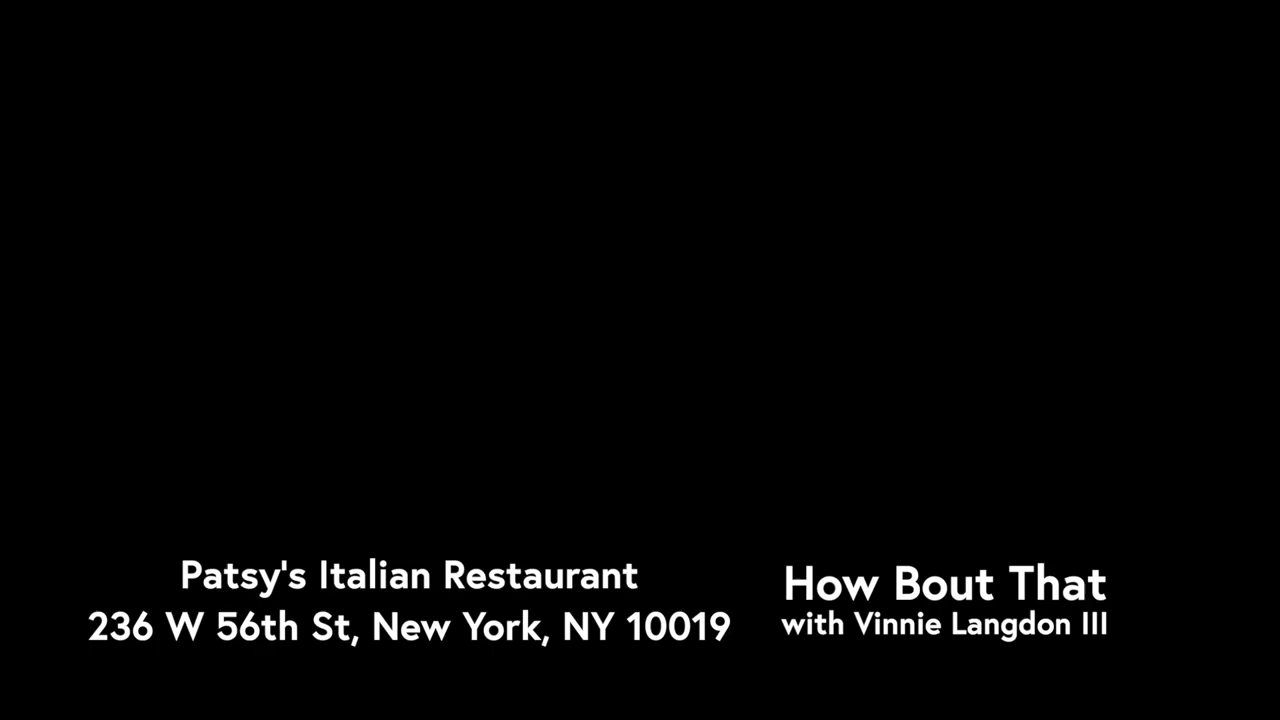 Patsy's Italian Restaurant
236 W 56th St, New York, NY 10019
How Bout That
with Vinnie Langdon III